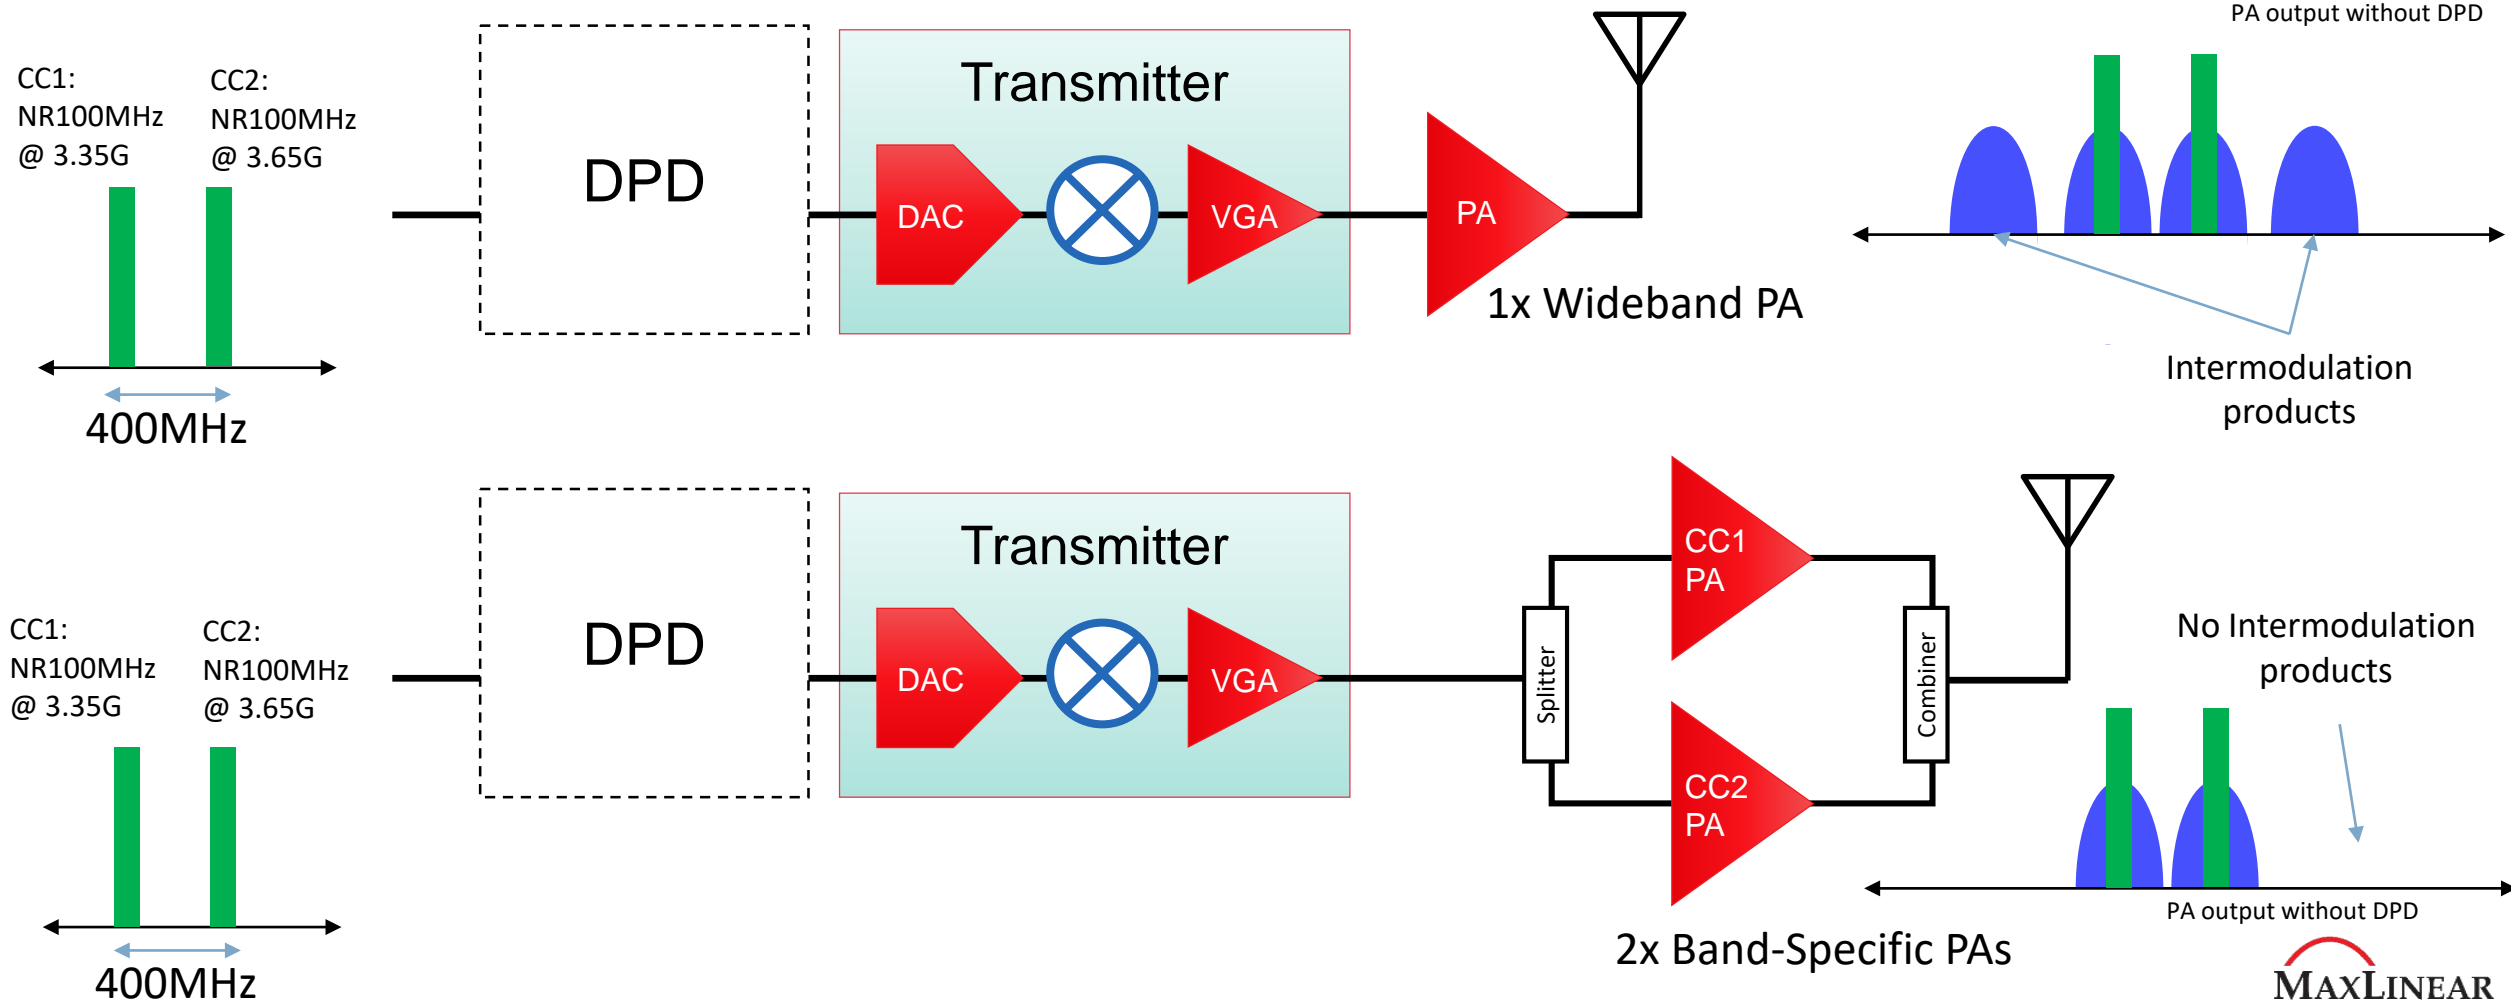 PA output without DPD
CC1:
NR100MHz
@ 3.35G
CC2:
NR100MHz
@ 3.65G
400MHz
DPD
Transmitter
DAC
VGA
PA
1x Wideband PA
Intermodulation
products
CC1:
NR100MHz
@ 3.35G
CC2:
NR100MHz
@ 3.65G
400MHz
DPD
Transmitter
DAC
VGA
Splitter
CC1
PA
CC2
PA
Combiner
2x Band-Specific PAs
No Intermodulation
products
PA output without DPD
MAXLINEAR